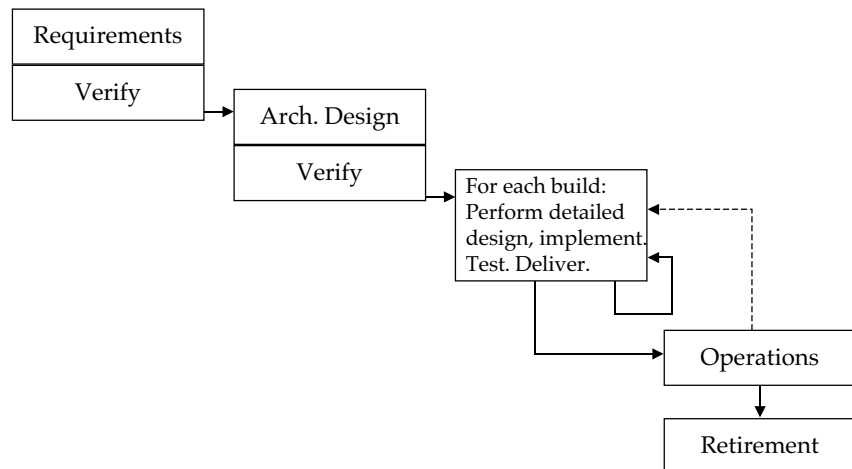 Requirements
Verify
Arch. Design
Verify
For each build:
Perform detailed
design, implement.
Test. Deliver.
Operations
Retirement